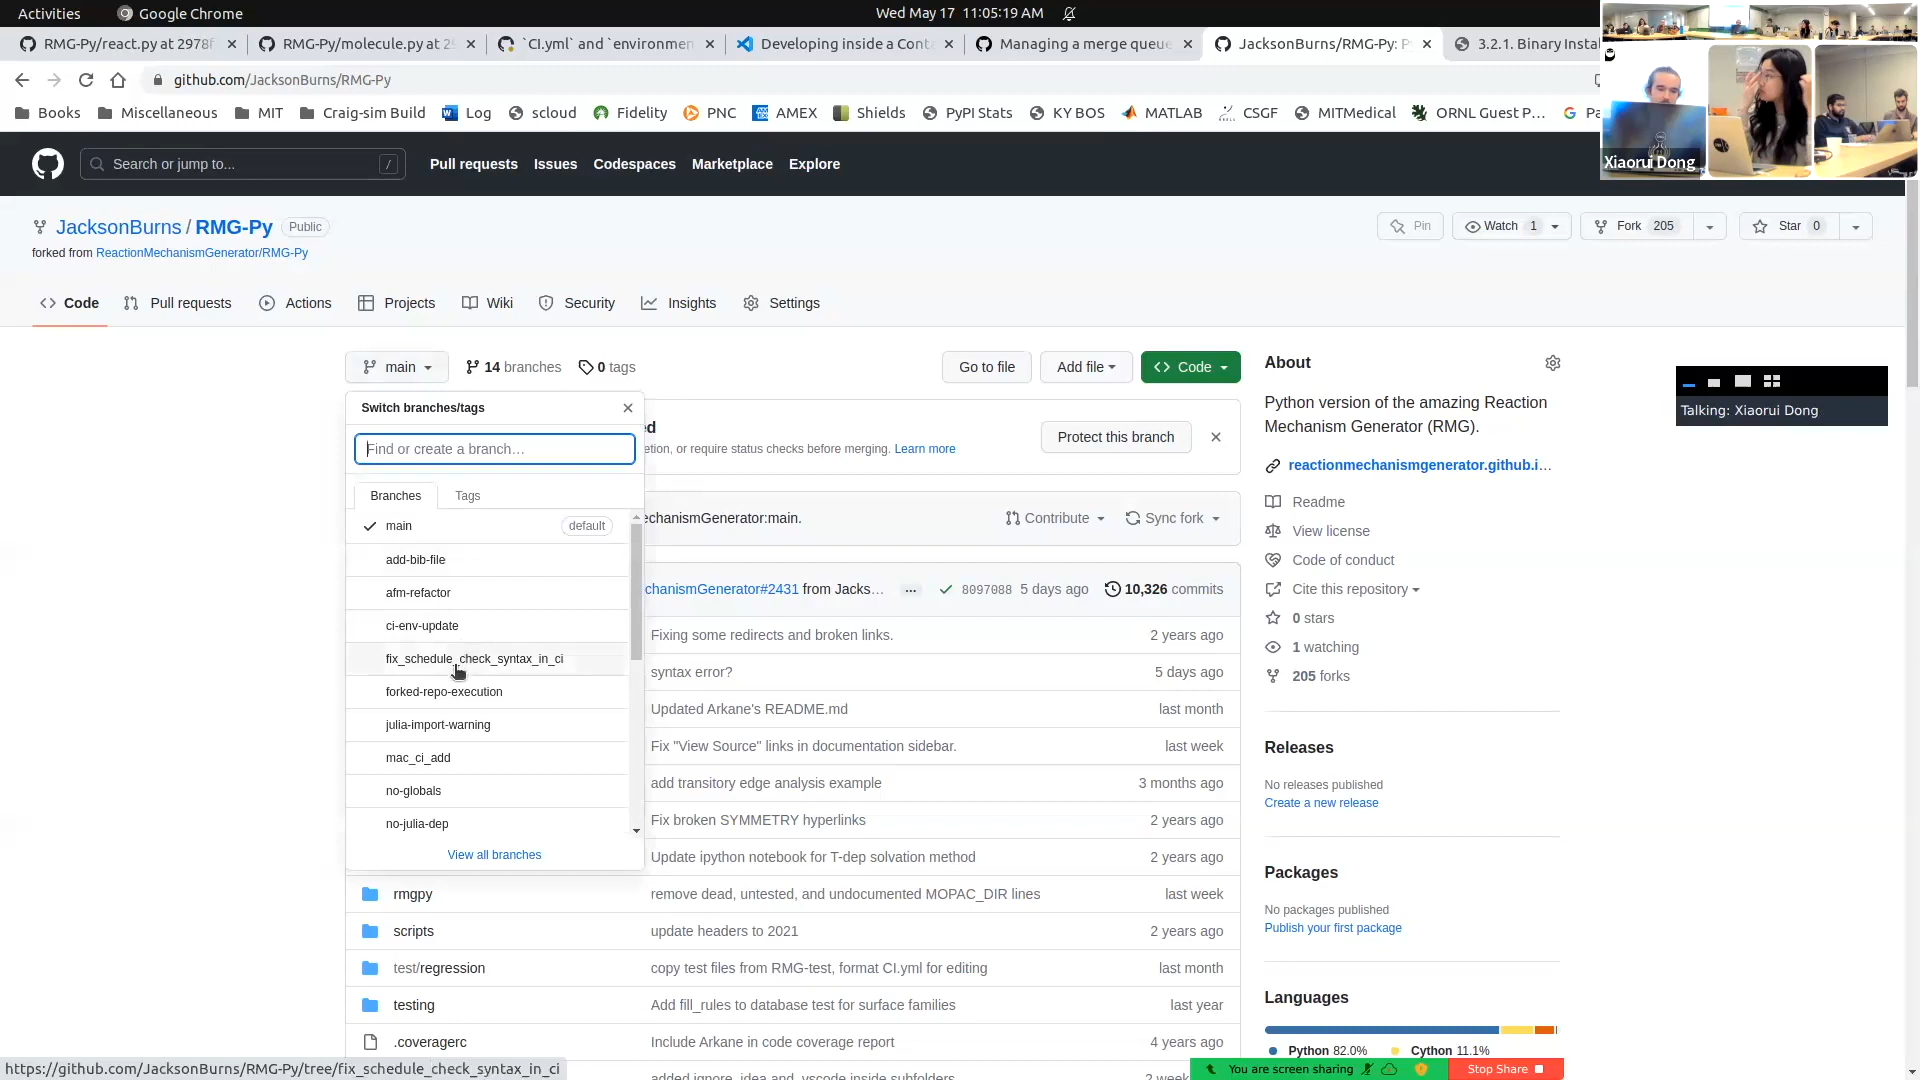 Activities
Google Chrome
Wed May 17 11:05:19 AM
RMG-Py/react.py at 2978f
RMG-Py/molecule.py at 2
`CI.yml` and `environmen
Developing inside a Cont
Managing a merge queue
JacksonBurns/RMG-Py: P
3.2.1. Binary Insta
github.com/JacksonBurns/RMG-Py
Books
Miscellaneous
MIT
Craig-sim Build
Log
scloud
Fidelity
PNC
AMEX
Shields
PyPI Stats
KY BOS
MATLAB
CSGF
MITMedical
ORNL Guest P...
Pa
Xiaorui Dong
Search or jump to...
/
Pull requests
Issues
Codespaces
Marketplace
Explore
JacksonBurns / RMG-Py
Public
forked from ReactionMechanismGenerator/RMG-Py
Pin
Watch 1
Fork 205
Star 0
Code
Pull requests
Actions
Projects
Wiki
Security
Insights
Settings
main
14 branches
0 tags
Go to file
Add file
Code
About
Switch branches/tags
Find or create a branch...
Branches
Tags
main
default
add-bib-file
afm-refactor
ci-env-update
fix_schedule_check_syntax_in_ci
forked-repo-execution
julia-import-warning
mac_ci_add
no-globals
no-julia-dep
View all branches
ed
etion, or require status checks before merging. Learn more
Protect this branch
echanismGenerator:main.
Contribute
Sync fork
chanismGenerator#2431 from Jacks...
...
8097088
5 days ago
10,326 commits
Fixing some redirects and broken links.
2 years ago
syntax error?
5 days ago
Updated Arkane's README.md
last month
Fix "View Source" links in documentation sidebar.
last week
add transitory edge analysis example
3 months ago
Fix broken SYMMETRY hyperlinks
2 years ago
Update ipython notebook for T-dep solvation method
2 years ago
rmgpy
remove dead, untested, and undocumented MOPAC_DIR lines
last week
scripts
update headers to 2021
2 years ago
test/regression
copy test files from RMG-test, format CI.yml for editing
last month
testing
Add fill_rules to database test for surface families
last year
.coveragerc
Include Arkane in code coverage report
4 years ago
added ignore .idea and .vscode inside subfolders
2 week
Python version of the amazing Reaction
Mechanism Generator (RMG).
reactionmechanismgenerator.github.i...
Readme
View license
Code of conduct
Cite this repository
0 stars
1 watching
205 forks
Releases
No releases published
Create a new release
Packages
No packages published
Publish your first package
Languages
Python 82.0%
Cython 11.1%
Talking: Xiaorui Dong
https://github.com/JacksonBurns/RMG-Py/tree/fix_schedule_check_syntax_in_ci
You are screen sharing
Stop Share